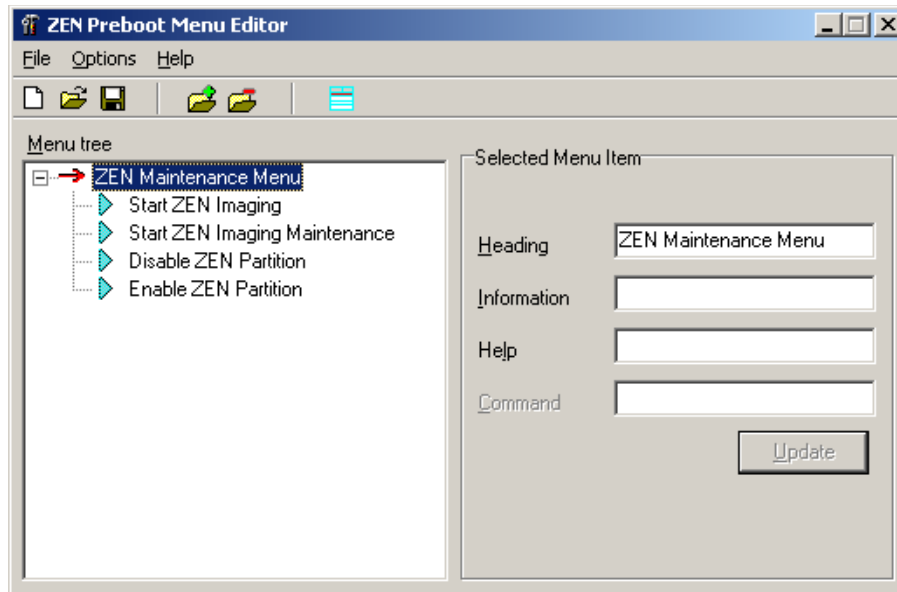 ZEN Preboot Menu Editor
File Options Help
Menu tree
ZEN Maintenance Menu
Start ZEN Imaging
Start ZEN Imaging Maintenance
Disable ZEN Partition
Enable ZEN Partition
Selected Menu Item
Heading ZEN Maintenance Menu
Information
Help
Command
Update